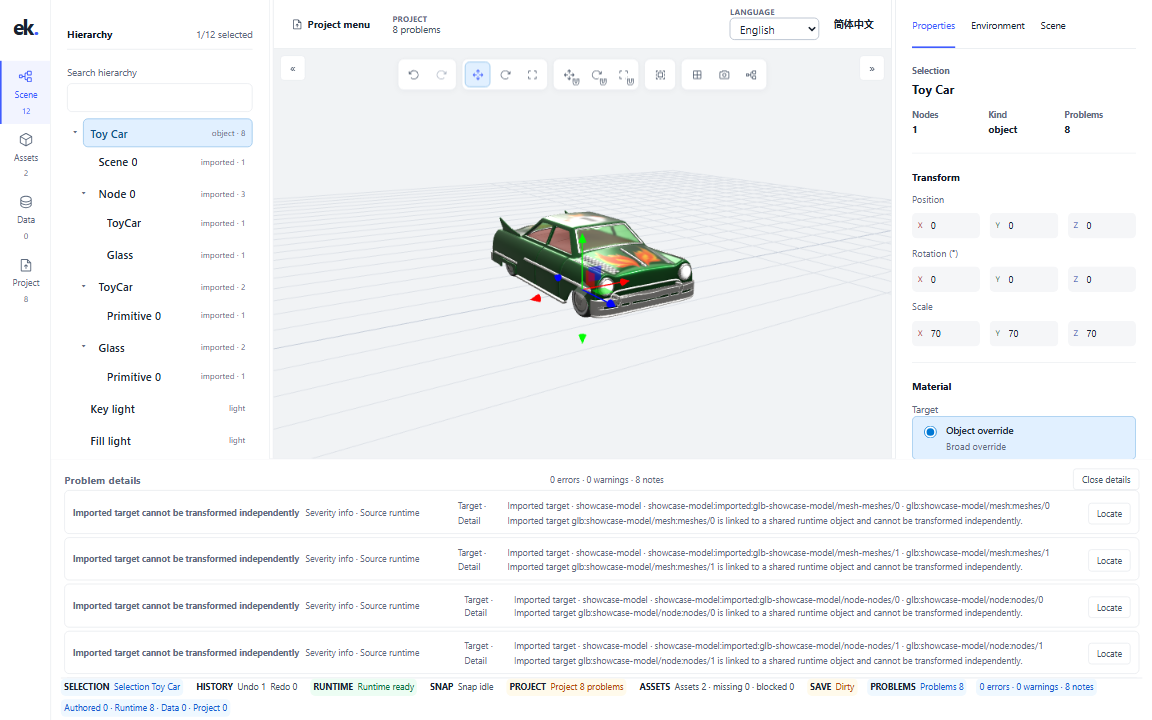 ek.
Scene
12
Assets
2
Data
0
Project
8
Hierarchy 1/12 selected
Search hierarchy
Toy Car object · 8
Scene 0 imported · 1
Node 0 imported · 3
ToyCar imported · 1
Glass imported · 1
ToyCar imported · 2
Primitive 0 imported · 1
Glass imported · 2
Primitive 0 imported · 1
Key light light
Fill light light
Project menu
PROJECT
8 problems
LANGUAGE
English
简体中文
«
»
Properties Environment Scene
Selection
Toy Car
Nodes Kind Problems
1 object 8
Transform
Position
X 0 Y 0 Z 0
Rotation (°)
X 0 Y 0 Z 0
Scale
X 70 Y 70 Z 70
Material
Target
Object override
Broad override
Problem details 0 errors · 0 warnings · 8 notes Close details
Imported target cannot be transformed independently Severity info · Source runtime Target · Imported target · showcase-model · showcase-model:imported:glb-showcase-model/mesh-meshes/0 · glb:showcase-model/mesh:meshes/0
Detail Imported target glb:showcase-model/mesh:meshes/0 is linked to a shared runtime object and cannot be transformed independently.
Locate
Imported target cannot be transformed independently Severity info · Source runtime Target · Imported target · showcase-model · showcase-model:imported:glb-showcase-model/mesh-meshes/1 · glb:showcase-model/mesh:meshes/1
Detail Imported target glb:showcase-model/mesh:meshes/1 is linked to a shared runtime object and cannot be transformed independently.
Locate
Imported target cannot be transformed independently Severity info · Source runtime Target · Imported target · showcase-model · showcase-model:imported:glb-showcase-model/node-nodes/0 · glb:showcase-model/node:nodes/0
Detail Imported target glb:showcase-model/node:nodes/0 is linked to a shared runtime object and cannot be transformed independently.
Locate
Imported target cannot be transformed independently Severity info · Source runtime Target · Imported target · showcase-model · showcase-model:imported:glb-showcase-model/node-nodes/1 · glb:showcase-model/node:nodes/1
Detail Imported target glb:showcase-model/node:nodes/1 is linked to a shared runtime object and cannot be transformed independently.
Locate
SELECTION Selection Toy Car HISTORY Undo 1 Redo 0 RUNTIME Runtime ready SNAP Snap idle PROJECT Project 8 problems ASSETS Assets 2 · missing 0 · blocked 0 SAVE Dirty PROBLEMS Problems 8 0 errors · 0 warnings · 8 notes
Authored 0 · Runtime 8 · Data 0 · Project 0